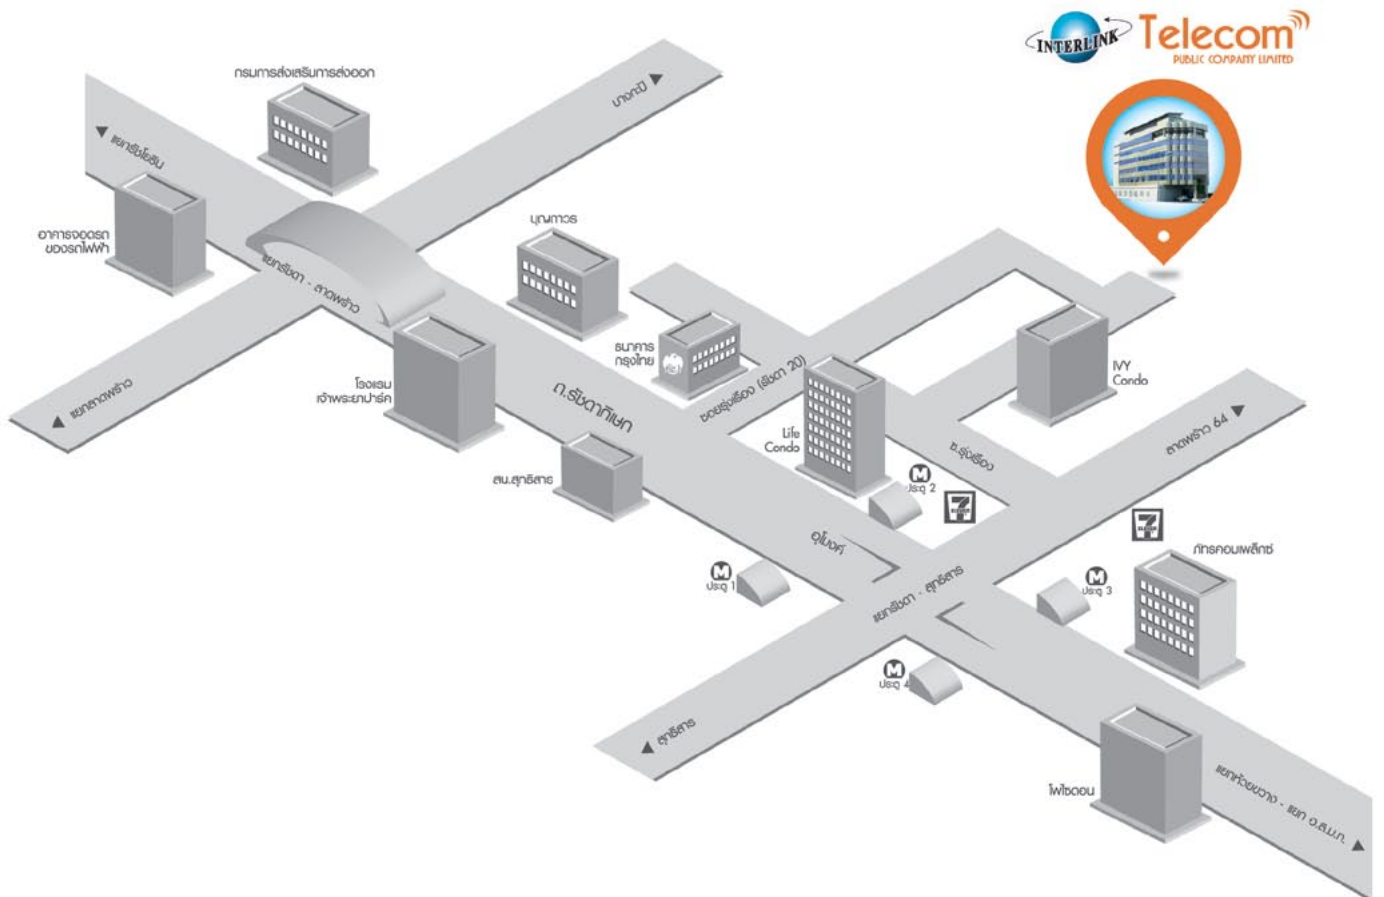 INTERLINK
Telecom
PUBLIC COMPANY LIMITED
กรมการส่งเสริมการส่งออก
บางกะปิ
แยกรัชโยธิน
อาคารจอดรถ
ของรถไฟฟ้า
แยกรัชดา - ลาดพร้าว
บุญถาวร
ธนาคาร
กรุงไทย
โรงแรม
เจ้าพระยาปาร์ค
แยกลาดพร้าว
ถ.รัชดาภิเษก
ซอยรุ่งเรือง (รัชดา 20)
IVY
Condo
Life
Condo
ลาดพร้าว 64
ซ.รุ่งเรือง
สน.สุทธิสาร
M
ประตู 2
7
ELEVEN
อุโมงค์
7
ELEVEN
ภัทรคอมเพล็กซ์
M
ประตู 1
แยกรัชดา - สุทธิสาร
M
ประตู 3
M
ประตู 4
สุทธิสาร
โพไซดอน
แยกห้วยขวาง - แยก อ.ส.ม.ท.